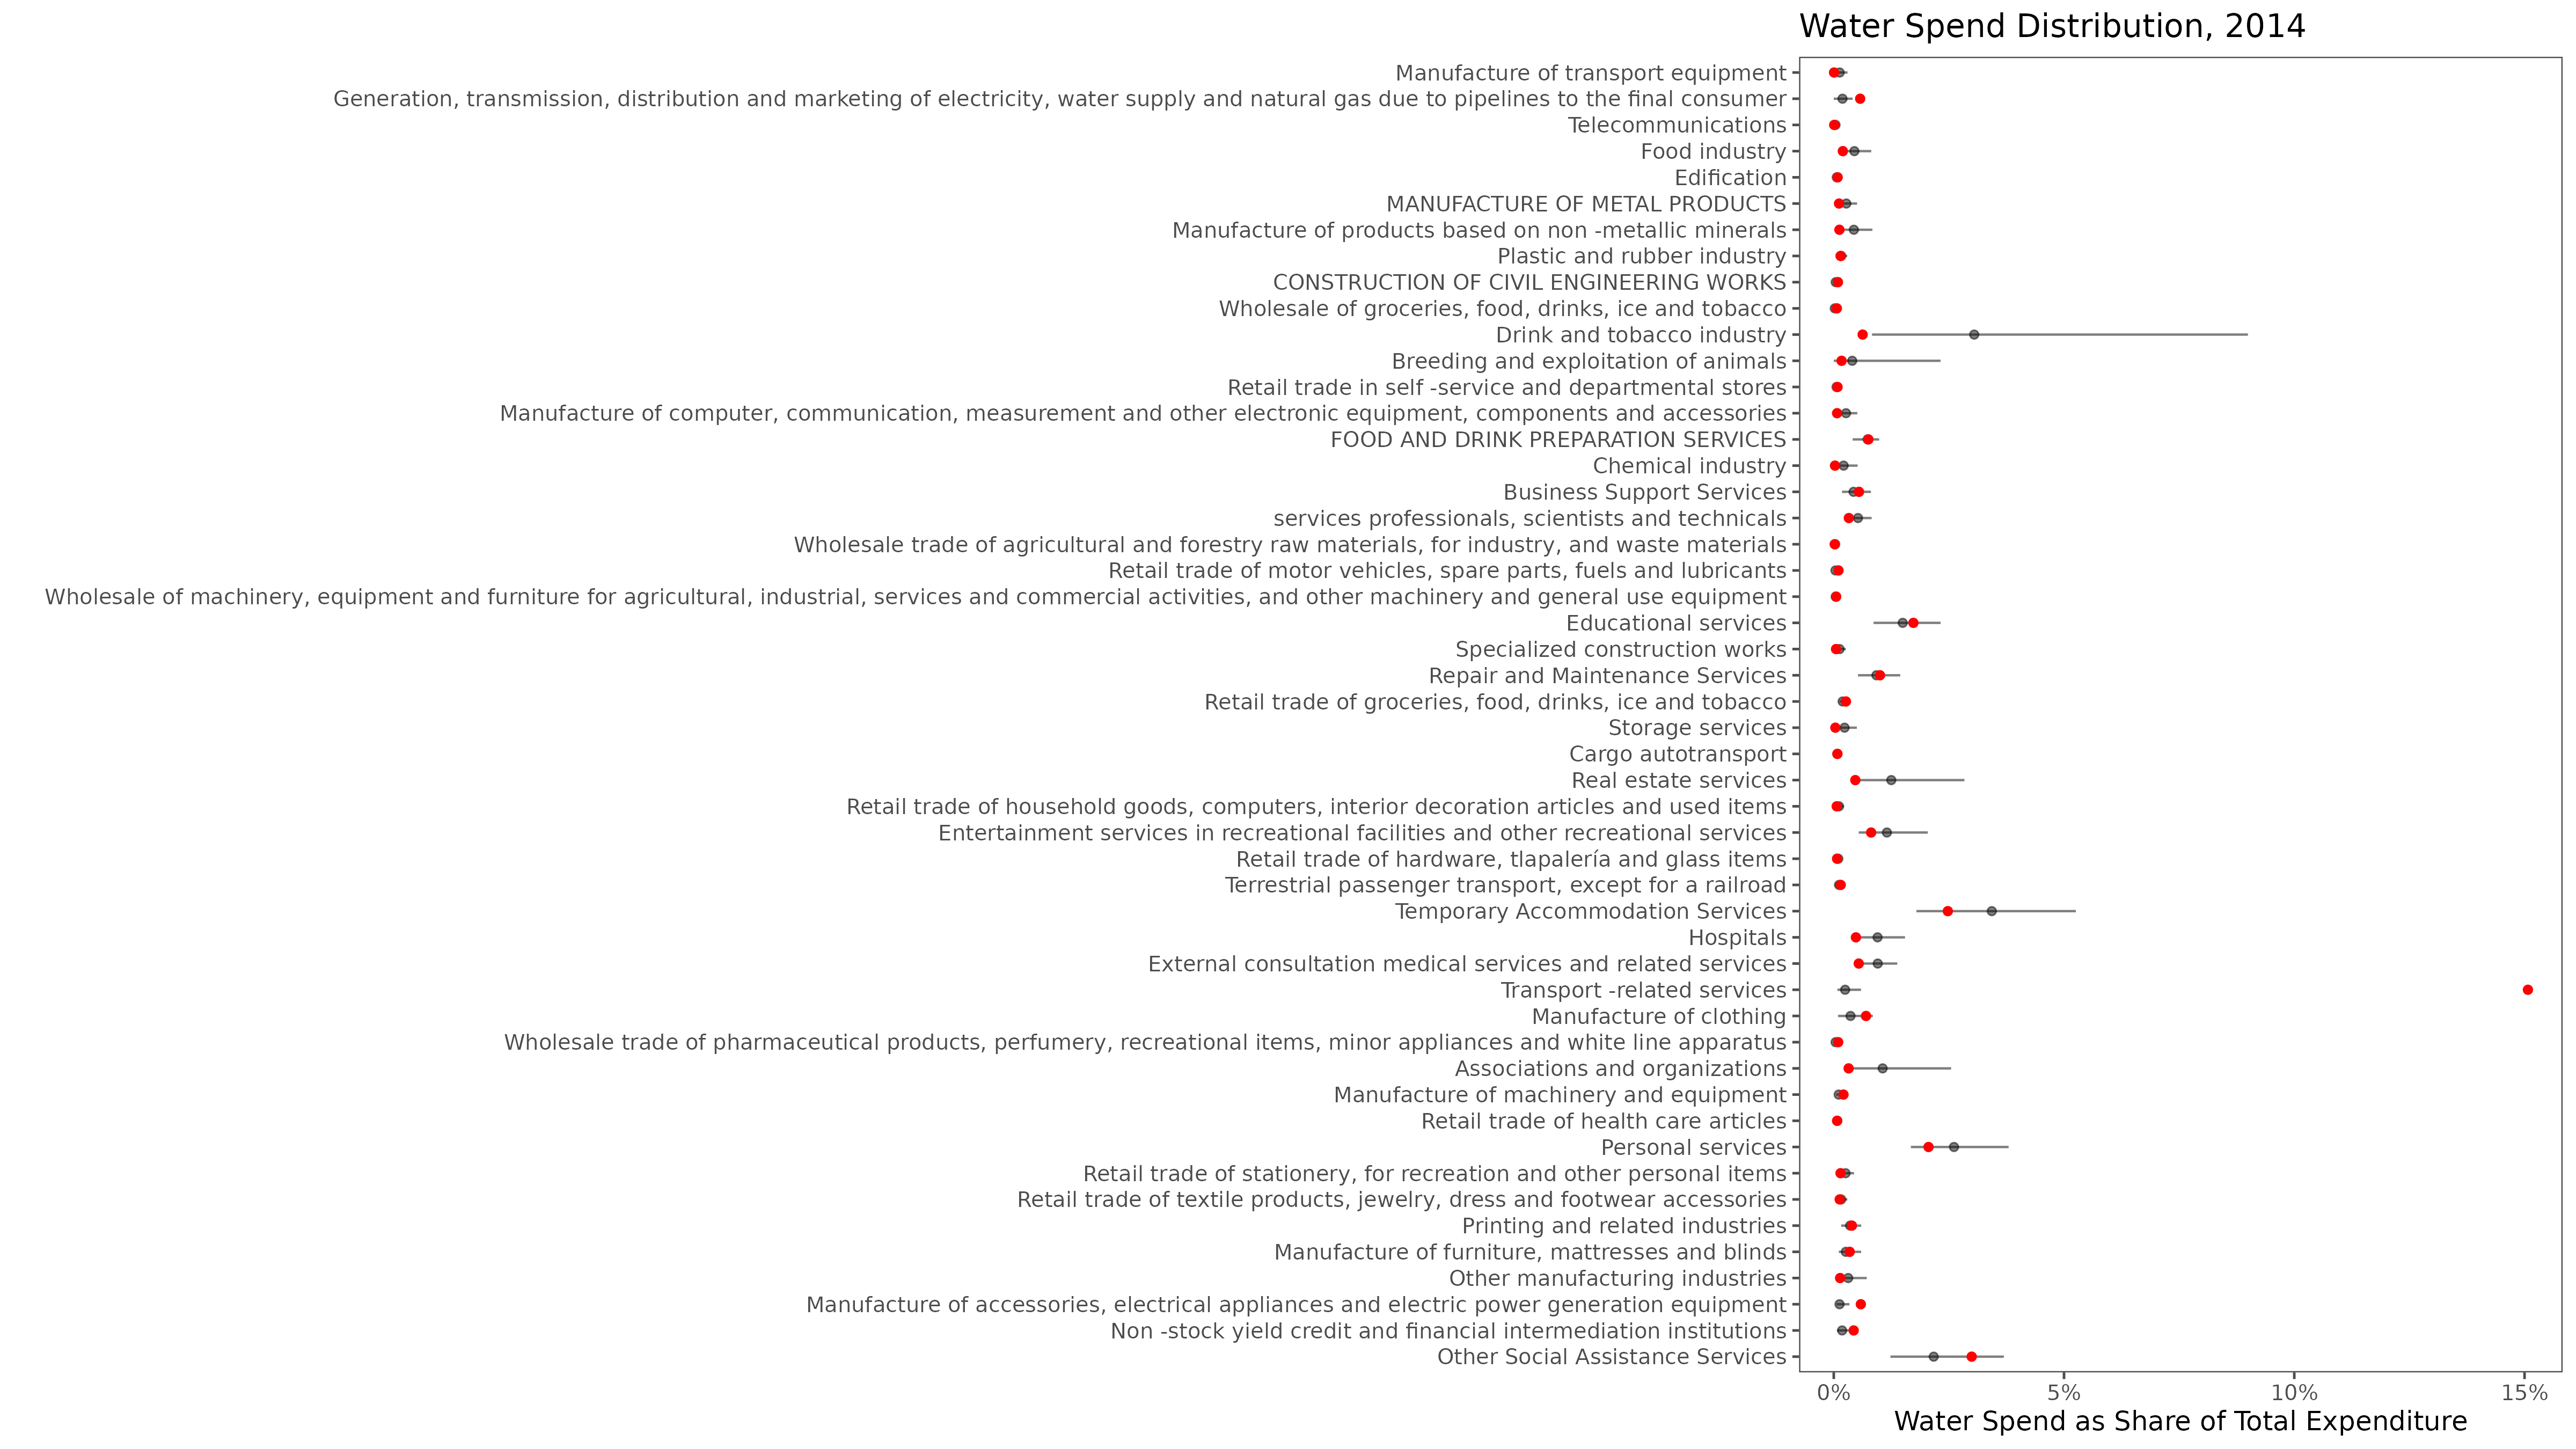 Water Spend Distribution, 2014
Manufacture of transport equipment
Generation, transmission, distribution and marketing of electricity, water supply and natural gas due to pipelines to the final consumer
Telecommunications
Food industry
Edification
MANUFACTURE OF METAL PRODUCTS
Manufacture of products based on non -metallic minerals
Plastic and rubber industry
CONSTRUCTION OF CIVIL ENGINEERING WORKS
Wholesale of groceries, food, drinks, ice and tobacco
Drink and tobacco industry
Breeding and exploitation of animals
Retail trade in self -service and departmental stores
Manufacture of computer, communication, measurement and other electronic equipment, components and accessories
FOOD AND DRINK PREPARATION SERVICES
Chemical industry
Business Support Services
services professionals, scientists and technicals
Wholesale trade of agricultural and forestry raw materials, for industry, and waste materials
Retail trade of motor vehicles, spare parts, fuels and lubricants
Wholesale of machinery, equipment and furniture for agricultural, industrial, services and commercial activities, and other machinery and general use equipment
Educational services
Specialized construction works
Repair and Maintenance Services
Retail trade of groceries, food, drinks, ice and tobacco
Storage services
Cargo autotransport
Real estate services
Retail trade of household goods, computers, interior decoration articles and used items
Entertainment services in recreational facilities and other recreational services
Retail trade of hardware, tlapalería and glass items
Terrestrial passenger transport, except for a railroad
Temporary Accommodation Services
Hospitals
External consultation medical services and related services
Transport -related services
Manufacture of clothing
Wholesale trade of pharmaceutical products, perfumery, recreational items, minor appliances and white line apparatus
Associations and organizations
Manufacture of machinery and equipment
Retail trade of health care articles
Personal services
Retail trade of stationery, for recreation and other personal items
Retail trade of textile products, jewelry, dress and footwear accessories
Printing and related industries
Manufacture of furniture, mattresses and blinds
Other manufacturing industries
Manufacture of accessories, electrical appliances and electric power generation equipment
Non -stock yield credit and financial intermediation institutions
Other Social Assistance Services
0% 5% 10% 15%
Water Spend as Share of Total Expenditure